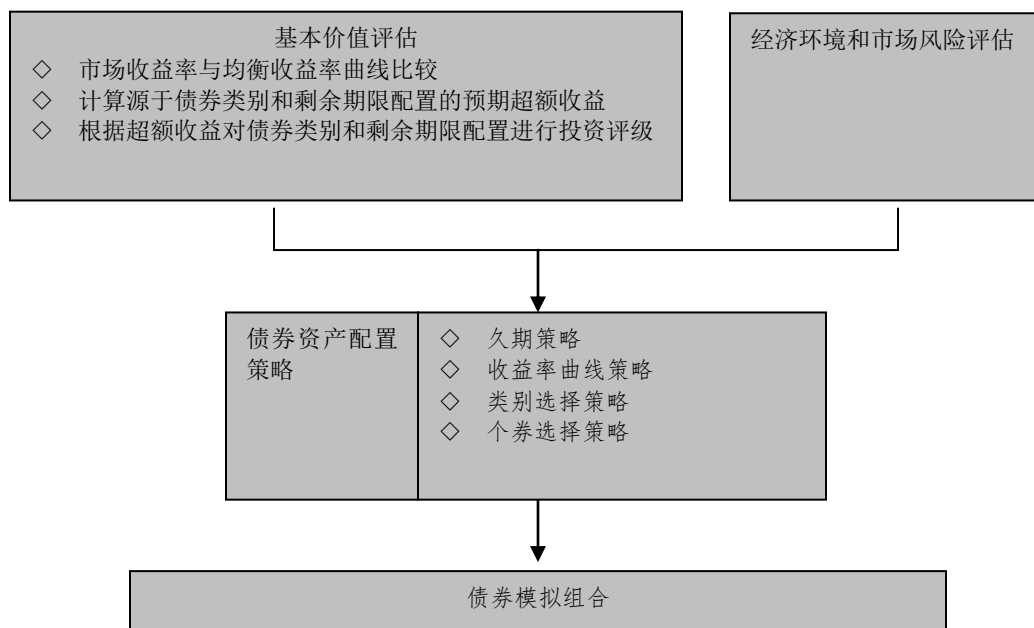 基本价值评估
◇ 市场收益率与均衡收益率曲线比较
◇ 计算源于债券类别和剩余期限配置的预期超额收益
◇ 根据超额收益对债券类别和剩余期限配置进行投资评级
经济环境和市场风险评估
债券资产配置
策略
◇ 久期策略
◇ 收益率曲线策略
◇ 类别选择策略
◇ 个券选择策略
债券模拟组合